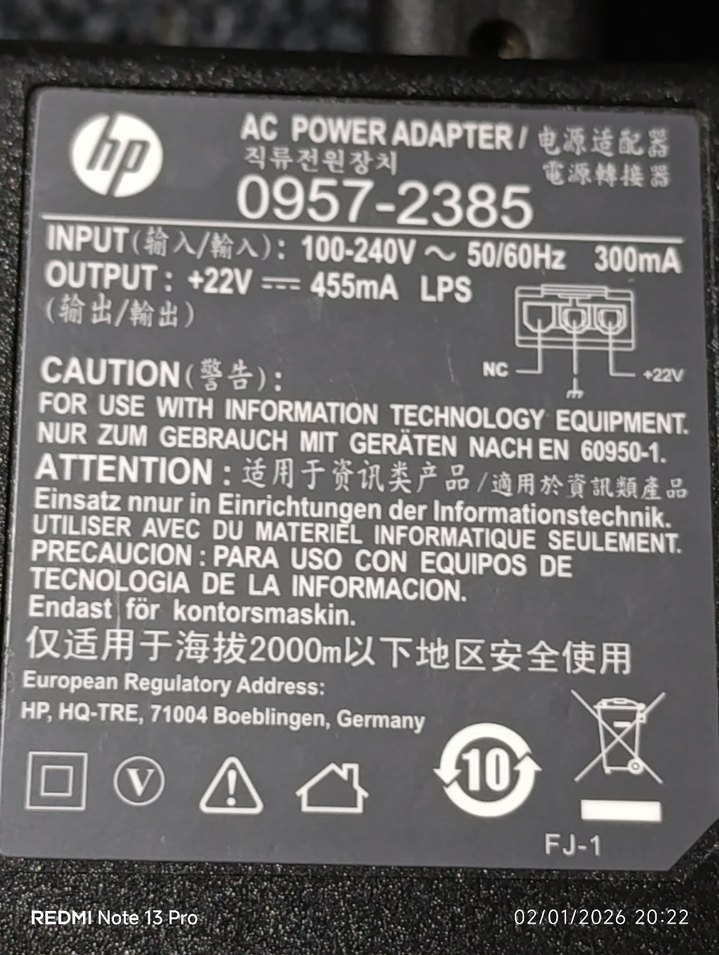 hp
AC POWER ADAPTER / 电源适配器
직류전원장치 電源轉接器
0957-2385
INPUT(输入/輸入): 100-240V ～ 50/60Hz 300mA
OUTPUT: +22V ⎓ 455mA LPS
(输出/輸出)
NC +22V
CAUTION(警告):
FOR USE WITH INFORMATION TECHNOLOGY EQUIPMENT.
NUR ZUM GEBRAUCH MIT GERÄTEN NACH EN 60950-1.
ATTENTION : 适用于资讯类产品/適用於資訊類產品
Einsatz nnur in Einrichtungen der Informationstechnik.
UTILISER AVEC DU MATERIEL INFORMATIQUE SEULEMENT.
PRECAUCION : PARA USO CON EQUIPOS DE
TECNOLOGIA DE LA INFORMACION.
Endast för kontorsmaskin.
仅适用于海拔2000m以下地区安全使用
European Regulatory Address:
HP, HQ-TRE, 71004 Boeblingen, Germany
V
10
FJ-1
REDMI Note 13 Pro
02/01/2026 20:22